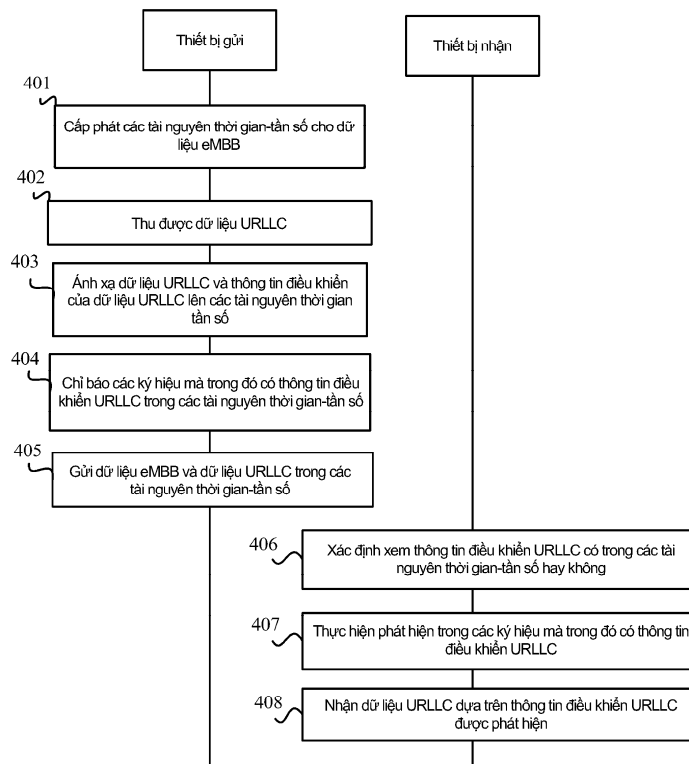 Thiết bị gửi
Thiết bị nhận
401
Cấp phát các tài nguyên thời gian-tần số cho dữ
liệu eMBB
402
Thu được dữ liệu URLLC
403
Ánh xạ dữ liệu URLLC và thông tin điều khiển
của dữ liệu URLLC lên các tài nguyên thời gian
tần số
404
Chỉ báo các ký hiệu mà trong đó có thông tin điều
khiển URLLC trong các tài nguyên thời gian-tần số
405
Gửi dữ liệu eMBB và dữ liệu URLLC trong các
tài nguyên thời gian-tần số
406
Xác định xem thông tin điều khiển URLLC có trong các tài
nguyên thời gian-tần số hay không
407
Thực hiện phát hiện trong các ký hiệu mà trong đó có thông tin
điều khiển URLLC
408
Nhận dữ liệu URLLC dựa trên thông tin điều khiển URLLC
được phát hiện